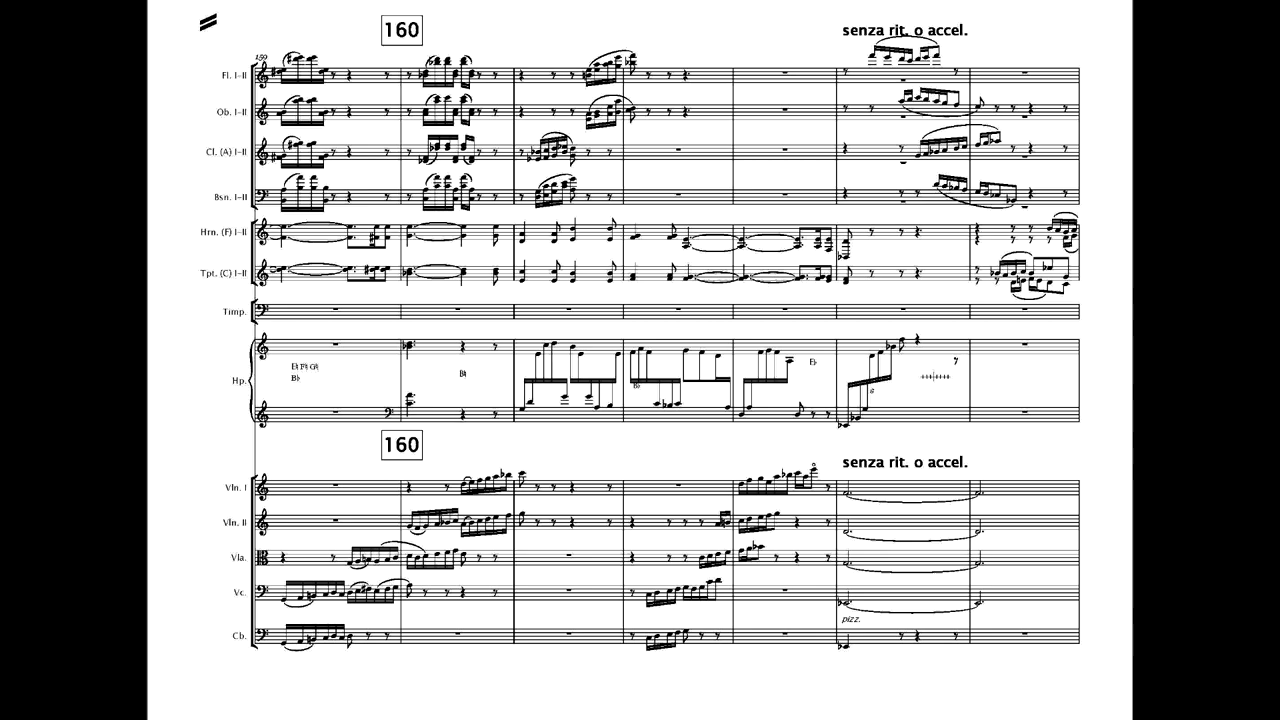 160
senza rit. o accel.
159
Fl. I-II
Ob. I-II
Cl. (A) I-II
Bsn. I-II
Hrn. (F) I-II
Tpt. (C) I-II
Timp.
Hp.
E♮ F♮ G♮
B♭
B♮
B♭
E♭
160
senza rit. o accel.
Vln. I
Vln. II
Vla.
Vc.
Cb.
pizz.